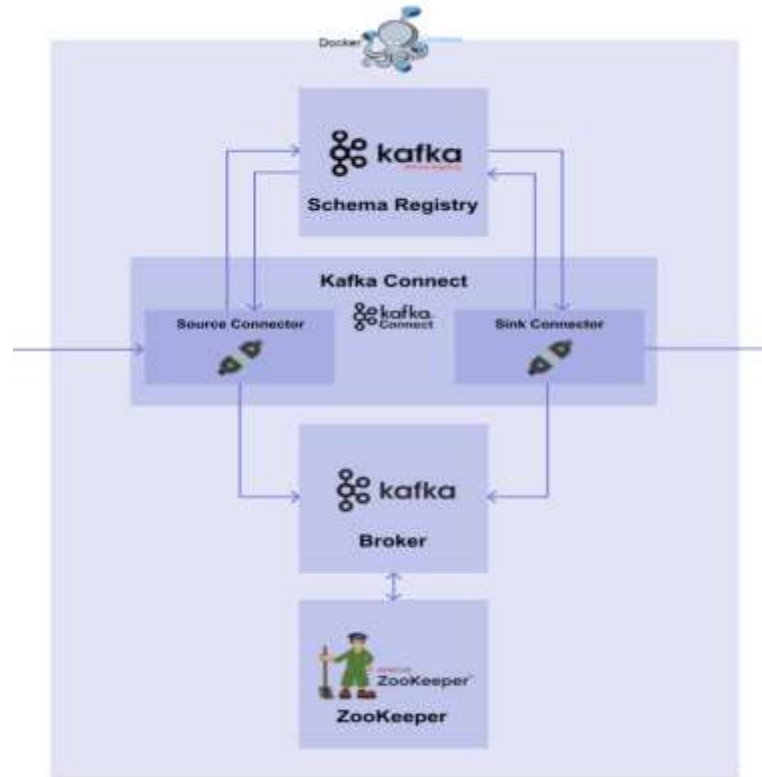 Docker
kafka
Schema Registry
Kafka Connect
Source Connector
kafka
Connect
Sink Connector
kafka
Broker
ZooKeeper
ZooKeeper